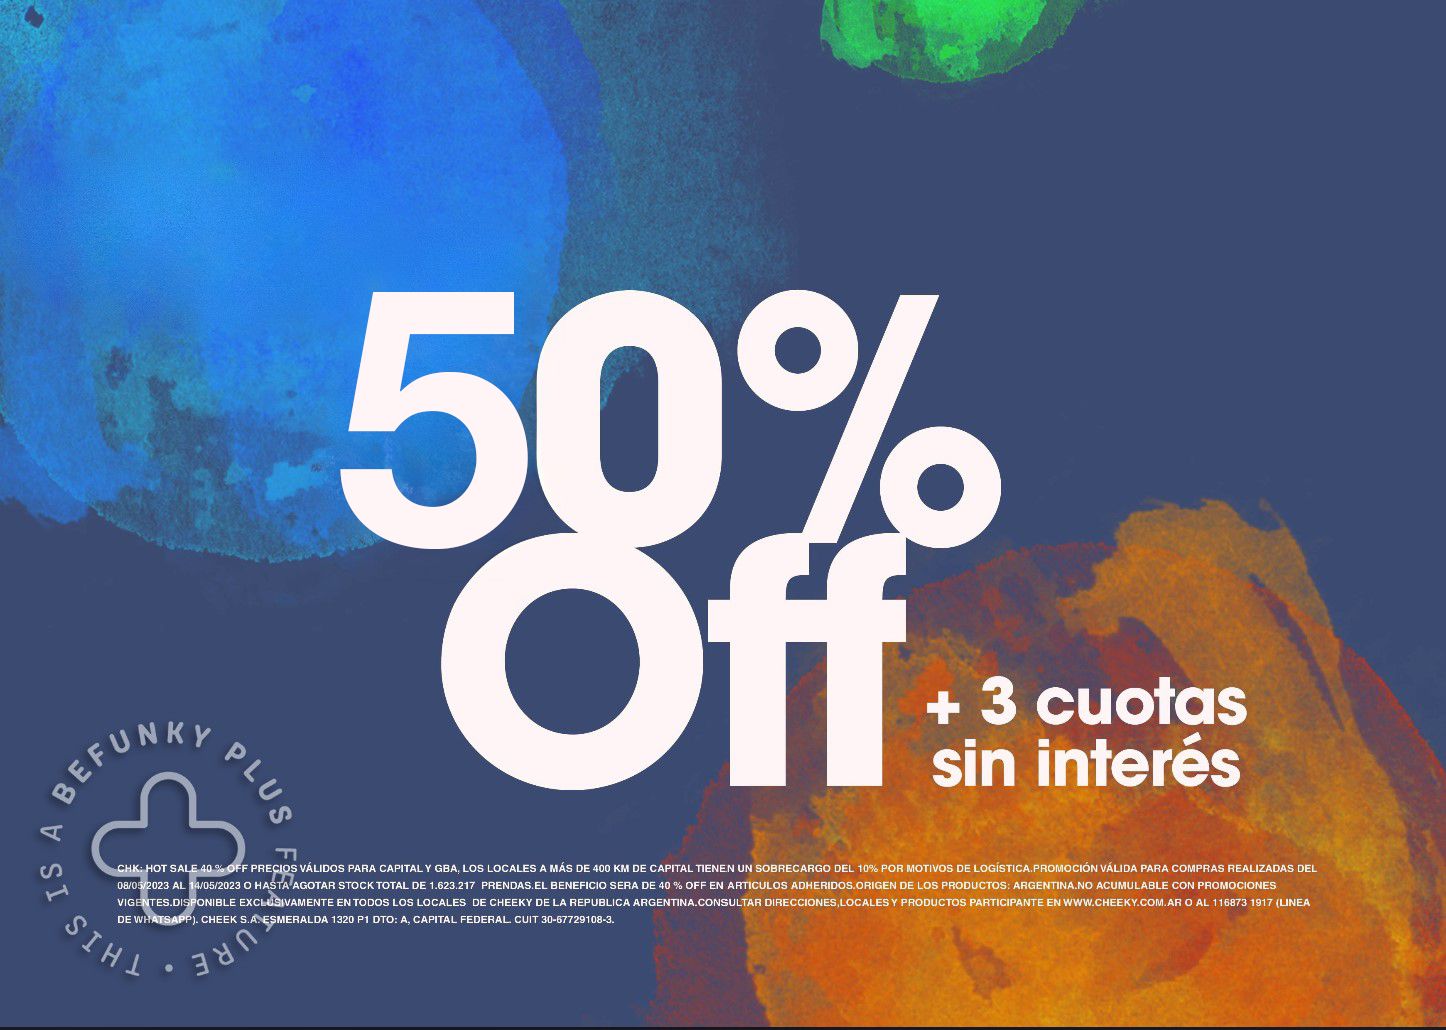 50%
Off
+ 3 cuotas
sin interés
THIS IS A BEFUNKY PLUS FEATURE •
CHK: HOT SALE 40 % OFF PRECIOS VÁLIDOS PARA CAPITAL Y GBA, LOS LOCALES A MÁS DE 400 KM DE CAPITAL TIENEN UN SOBRECARGO DEL 10% POR MOTIVOS DE LOGÍSTICA.PROMOCIÓN VÁLIDA PARA COMPRAS REALIZADAS DEL
08/05/2023 AL 14/05/2023 O HASTA AGOTAR STOCK TOTAL DE 1.623.217 PRENDAS.EL BENEFICIO SERA DE 40 % OFF EN ARTICULOS ADHERIDOS.ORIGEN DE LOS PRODUCTOS: ARGENTINA.NO ACUMULABLE CON PROMOCIONES
VIGENTES.DISPONIBLE EXCLUSIVAMENTE EN TODOS LOS LOCALES DE CHEEKY DE LA REPUBLICA ARGENTINA.CONSULTAR DIRECCIONES,LOCALES Y PRODUCTOS PARTICIPANTE EN WWW.CHEEKY.COM.AR O AL 116873 1917 (LINEA
DE WHATSAPP). CHEEK S.A. ESMERALDA 1320 P1 DTO: A, CAPITAL FEDERAL. CUIT 30-67729108-3.